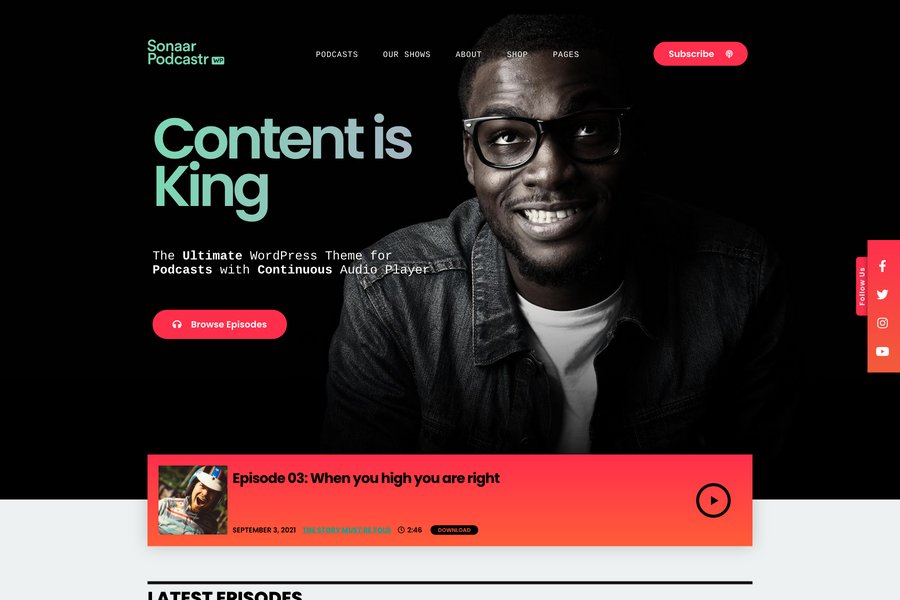 Sonaar
Podcastr WP
PODCASTS OUR SHOWS ABOUT SHOP PAGES
Subscribe
Content is
King
The Ultimate WordPress Theme for
Podcasts with Continuous Audio Player
Browse Episodes
Follow Us
Episode 03: When you high you are right
SEPTEMBER 3, 2021 THE STORY MUST BE TOLD 2:46 DOWNLOAD
LATEST EPISODES